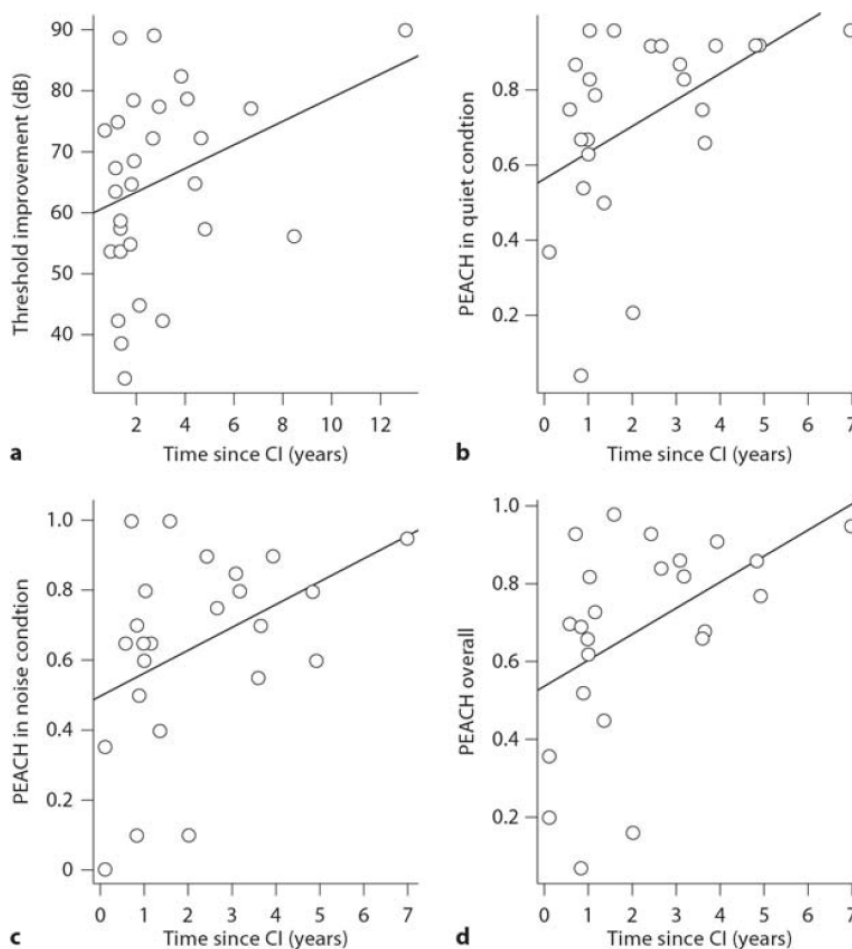 90
80
70
60
50
40
Threshold improvement (dB)
2 4 6 8 10 12
a
Time since CI (years)
0.8
0.6
0.4
0.2
PEACH in quiet condtion
0 1 2 3 4 5 6 7
b
Time since CI (years)
1.0
0.8
0.6
0.4
0.2
0
PEACH in noise condtion
0 1 2 3 4 5 6 7
c
Time since CI (years)
1.0
0.8
0.6
0.4
0.2
PEACH overall
0 1 2 3 4 5 6 7
d
Time since CI (years)